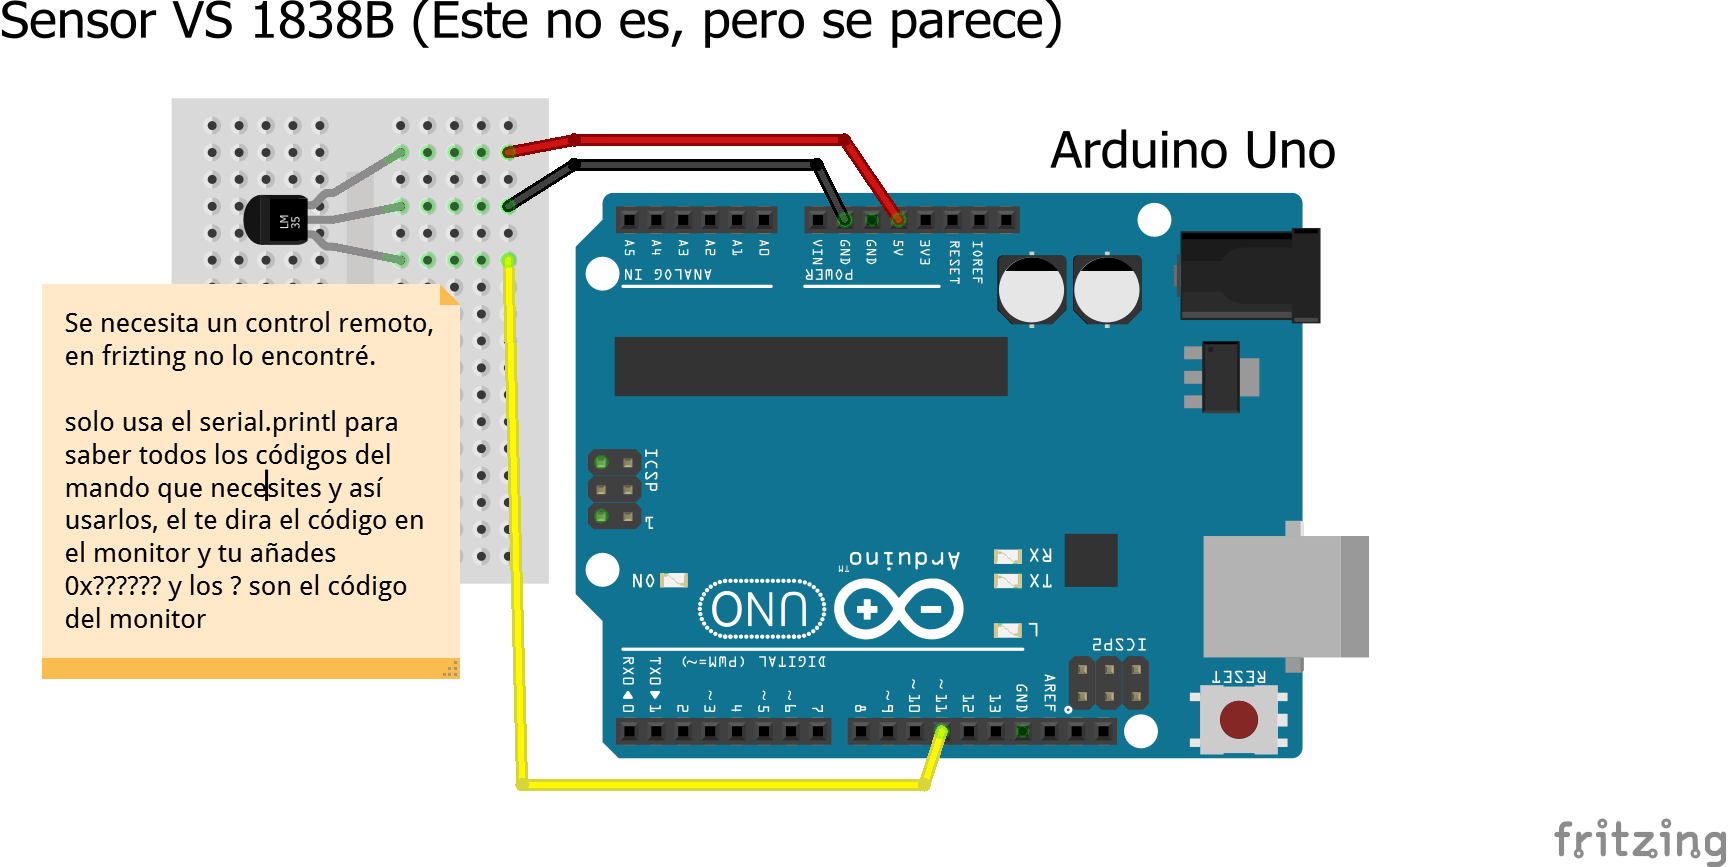 Sensor VS 1838B (Este no es, pero se parece)
Arduino Uno
LM
35
A5
A4
A3
A2
A1
A0
ANALOG IN
VIN
GND
GND
5V
3V3
RESET
IOREF
POWER
Se necesita un control remoto,
en frizting no lo encontré.
solo usa el serial.printl para
saber todos los códigos del
mando que necesites y así
usarlos, el te dira el código en
el monitor y tu añades
0x?????? y los ? son el código
del monitor
ICSP
1
ON
UNO
Arduino
TM
RX
TX
L
ICSP2
RESET
DIGITAL (PWM=~)
RX0◀0
TX0▶1
2
~3
4
~5
~6
7
8
~9
~10
~11
12
13
GND
AREF
fritzing